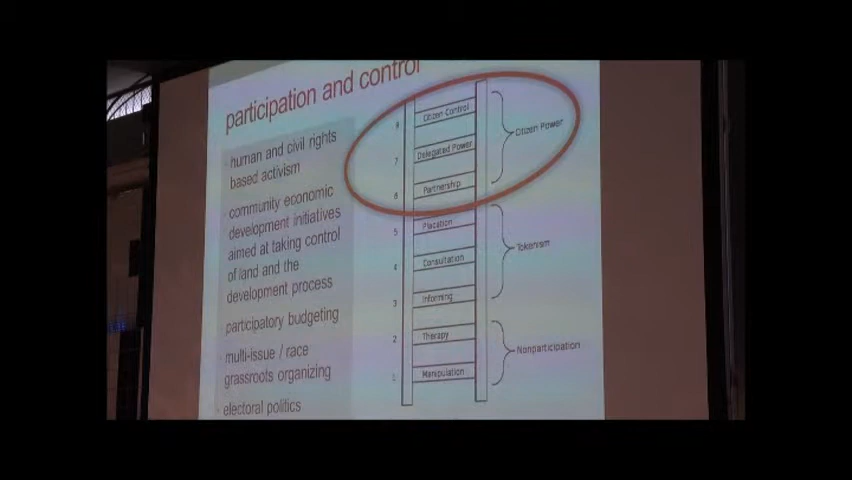 participation and control
· human and civil rights
based activism
· community economic
development initiatives
aimed at taking control
of land and the
development process
· participatory budgeting
· multi-issue / race
grassroots organizing
· electoral politics
8 Citizen Control
7 Delegated Power
6 Partnership
Citizen Power
5 Placation
4 Consultation
3 Informing
Tokenism
2 Therapy
1 Manipulation
Nonparticipation